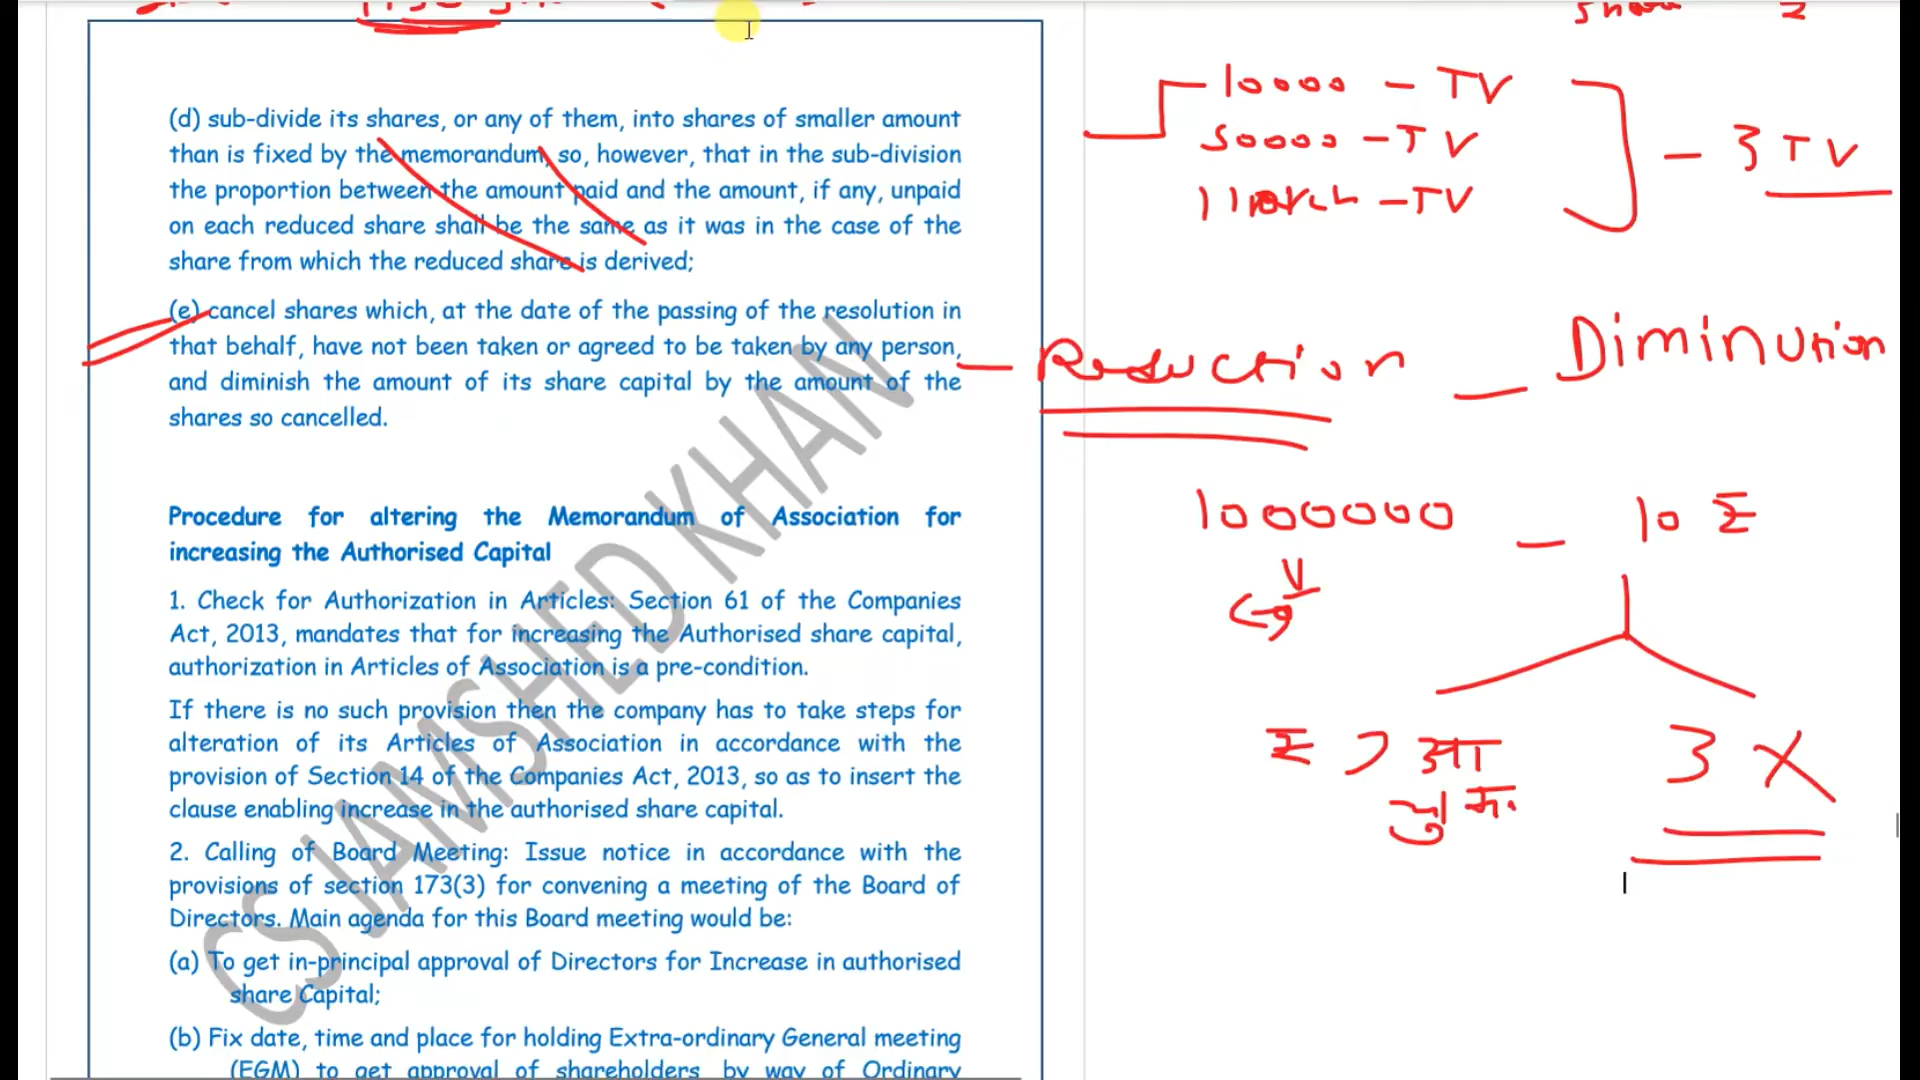 (d) sub-divide its shares, or any of them, into shares of smaller amount
than is fixed by the memorandum, so, however, that in the sub-division
the proportion between the amount paid and the amount, if any, unpaid
on each reduced share shall be the same as it was in the case of the
share from which the reduced share is derived;
(e) cancel shares which, at the date of the passing of the resolution in
that behalf, have not been taken or agreed to be taken by any person,
and diminish the amount of its share capital by the amount of the
shares so cancelled.
Procedure for altering the Memorandum of Association for
increasing the Authorised Capital
1. Check for Authorization in Articles: Section 61 of the Companies
Act, 2013, mandates that for increasing the Authorised share capital,
authorization in Articles of Association is a pre-condition.
If there is no such provision then the company has to take steps for
alteration of its Articles of Association in accordance with the
provision of Section 14 of the Companies Act, 2013, so as to insert the
clause enabling increase in the authorised share capital.
2. Calling of Board Meeting: Issue notice in accordance with the
provisions of section 173(3) for convening a meeting of the Board of
Directors. Main agenda for this Board meeting would be:
(a) To get in-principal approval of Directors for Increase in authorised
share Capital;
(b) Fix date, time and place for holding Extra-ordinary General meeting
(EGM) to get approval of shareholders by way of Ordinary
CS JAMSHED KHAN
10000 - TV
50000 - TV
- TV
- 3 TV
- Reduction - Diminution
1000000 - 10 ₹
3 X